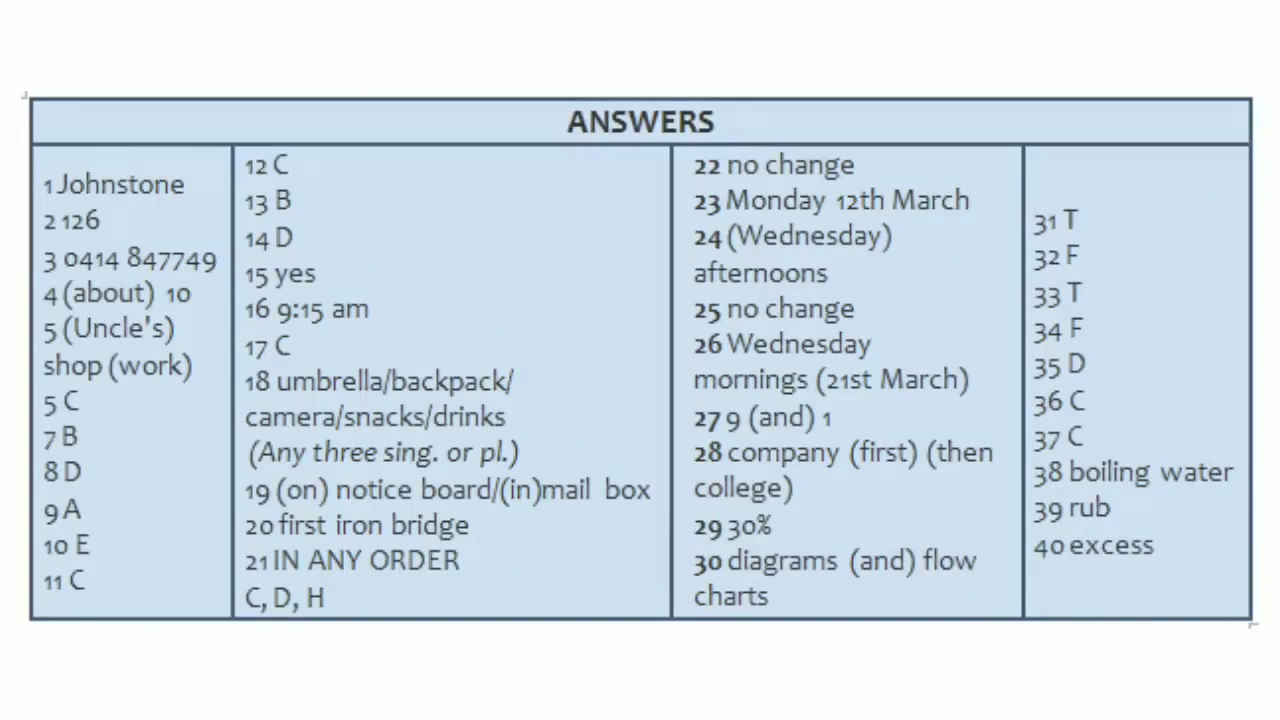 ANSWERS
1 Johnstone
2 126
3 0414 847749
4 (about) 10
5 (Uncle's)
shop (work)
5 C
7 B
8 D
9 A
10 E
11 C
12 C
13 B
14 D
15 yes
16 9:15 am
17 C
18 umbrella/backpack/
camera/snacks/drinks
(Any three sing. or pl.)
19 (on) notice board/(in)mail box
20 first iron bridge
21 IN ANY ORDER
C, D, H
22 no change
23 Monday 12th March
24 (Wednesday)
afternoons
25 no change
26 Wednesday
mornings (21st March)
27 9 (and) 1
28 company (first) (then
college)
29 30%
30 diagrams (and) flow
charts
31 T
32 F
33 T
34 F
35 D
36 C
37 C
38 boiling water
39 rub
40 excess